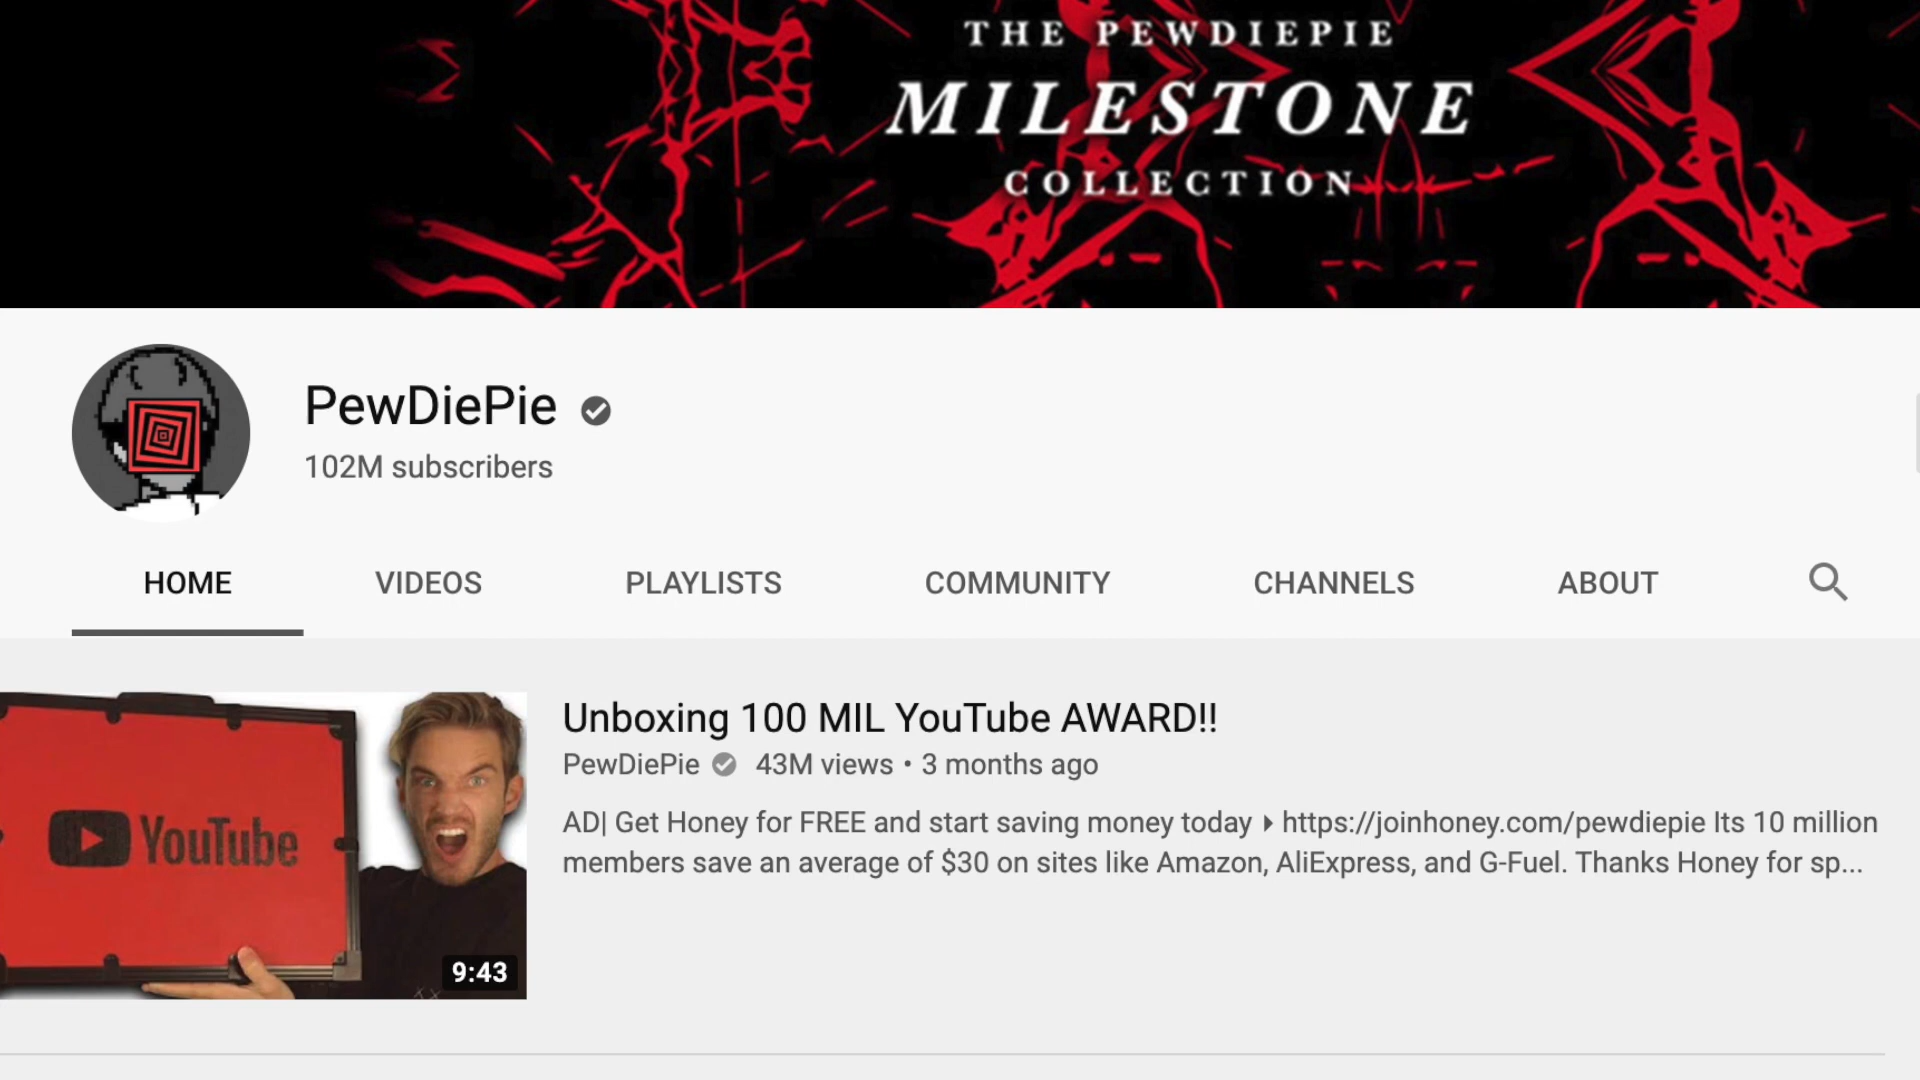 THE PEWDIEPIE
MILESTONE
COLLECTION
PewDiePie
102M subscribers
HOME VIDEOS PLAYLISTS COMMUNITY CHANNELS ABOUT
YouTube
9:43
Unboxing 100 MIL YouTube AWARD!!
PewDiePie 43M views • 3 months ago
AD| Get Honey for FREE and start saving money today ‣ https://joinhoney.com/pewdiepie Its 10 million
members save an average of $30 on sites like Amazon, AliExpress, and G-Fuel. Thanks Honey for sp...